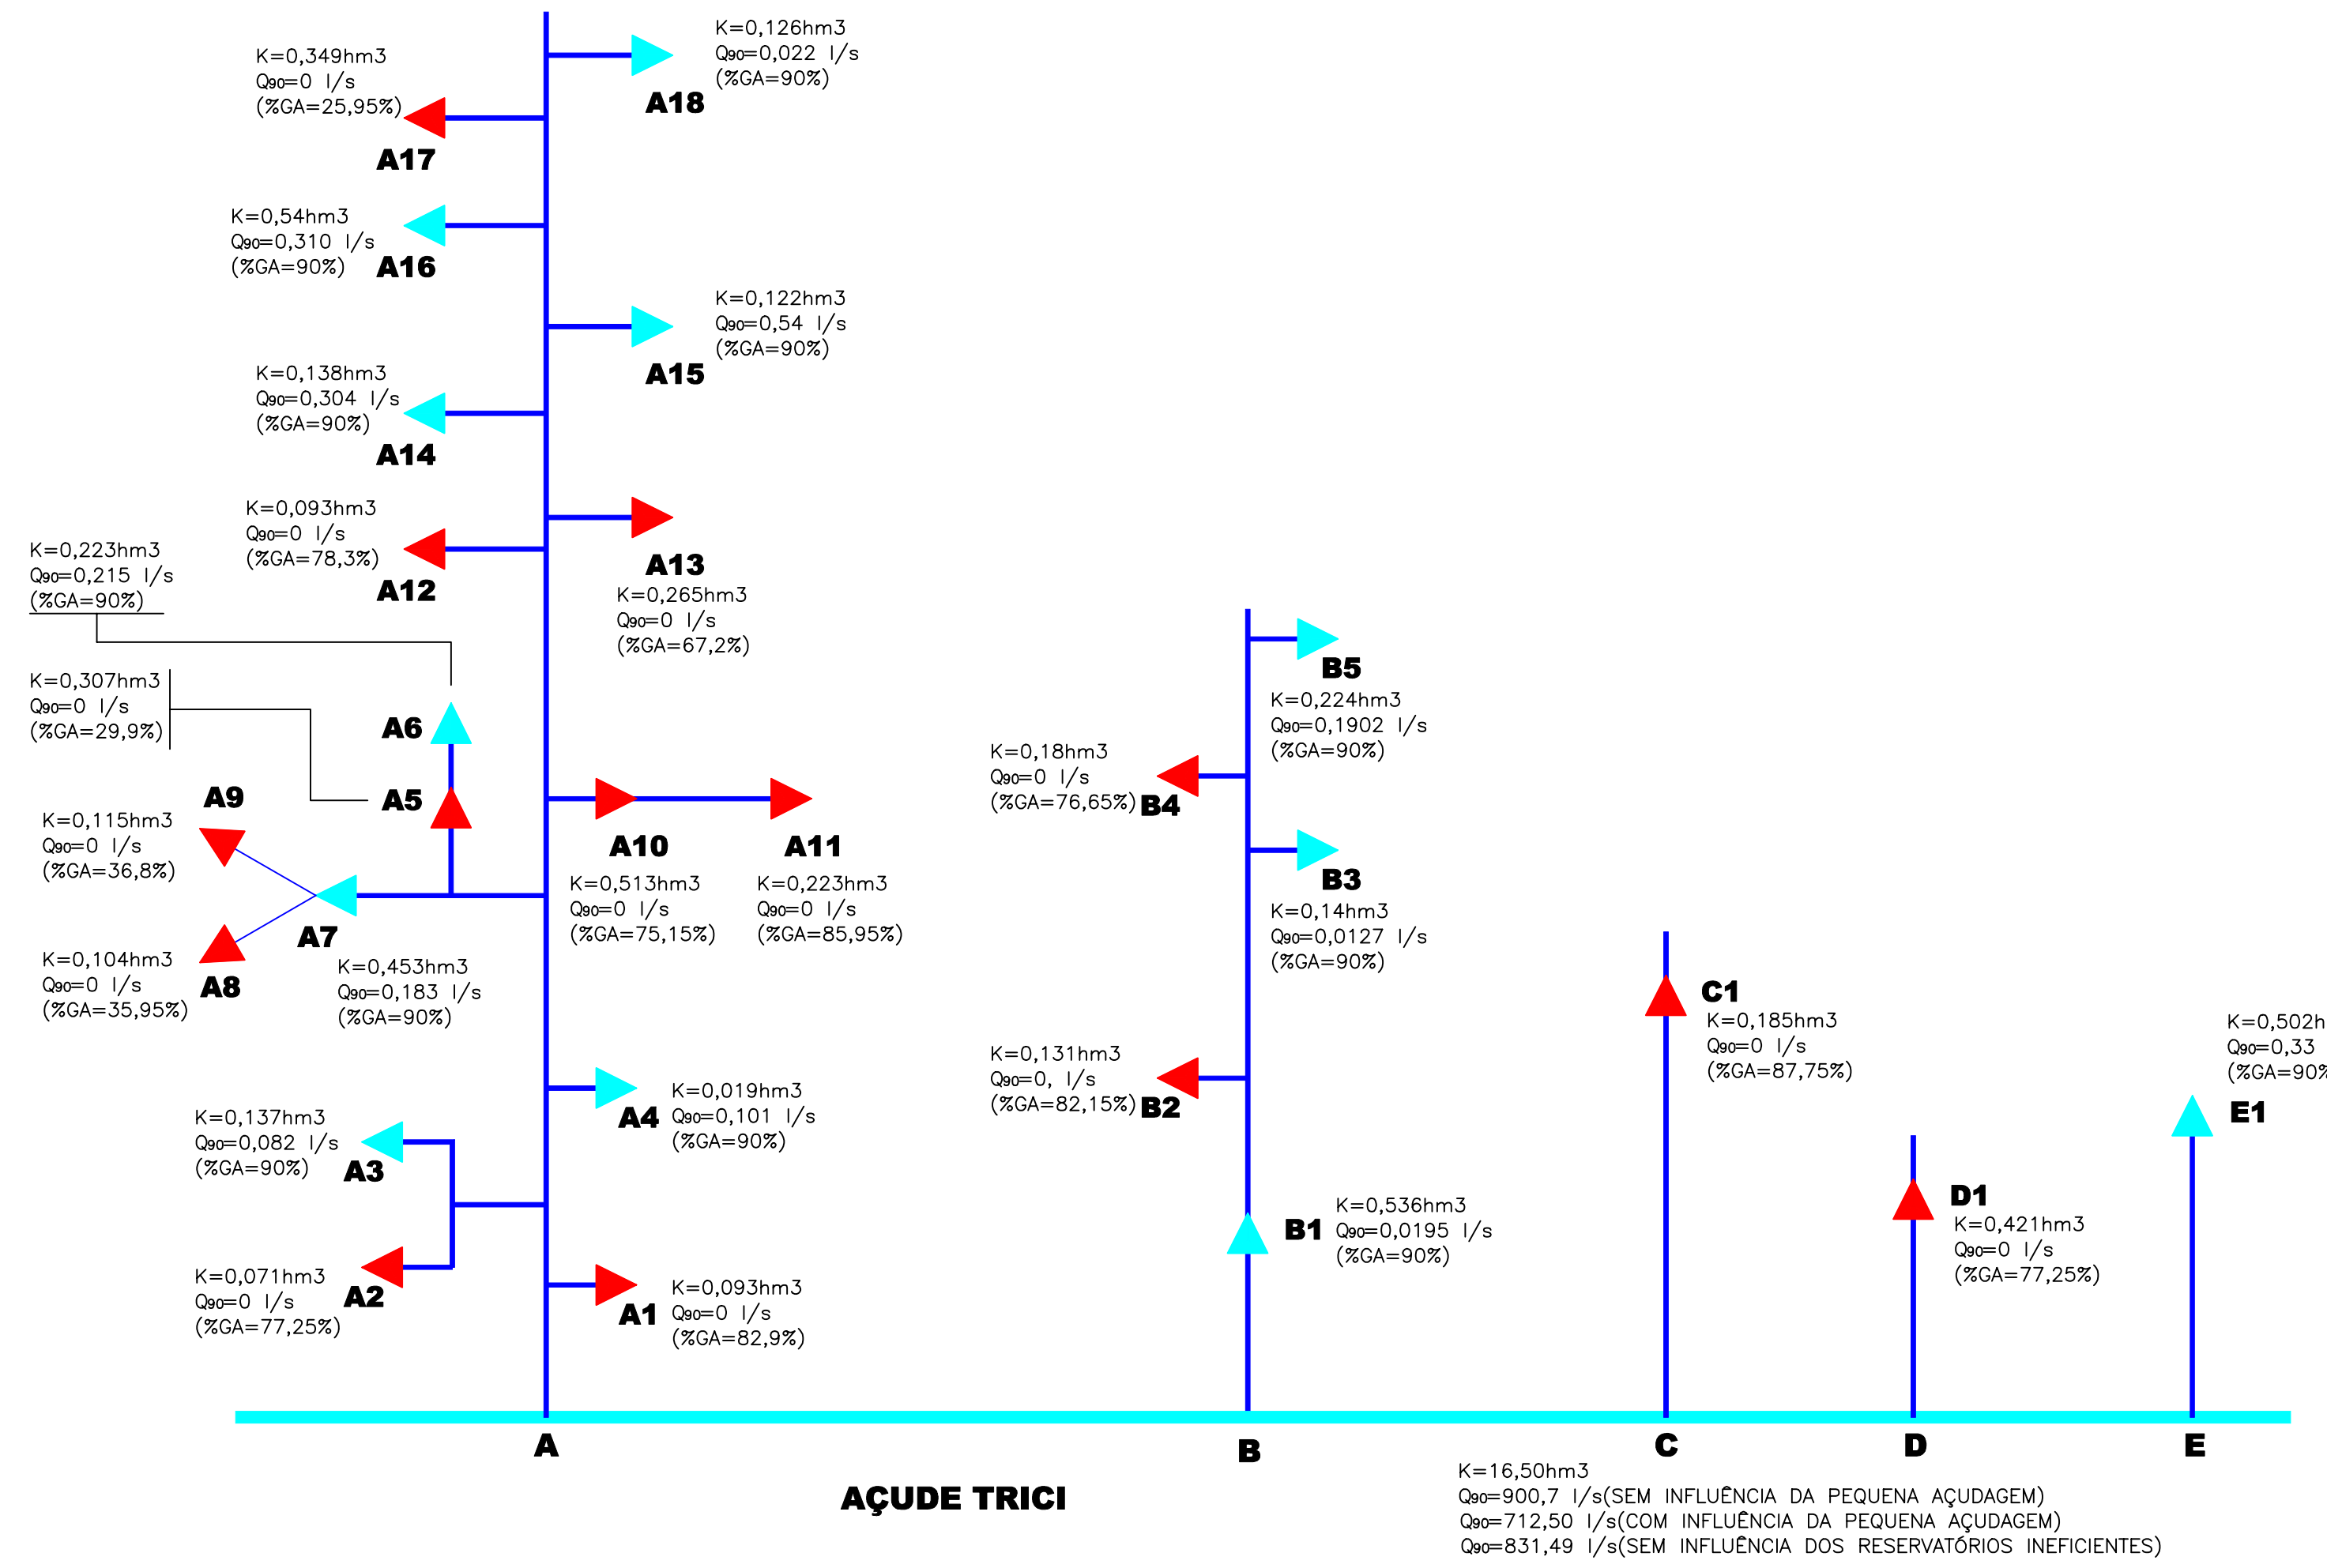 K=0,126hm3
Q90=0,022 l/s
(%GA=90%)
A18
K=0,349hm3
Q90=0 l/s
(%GA=25,95%)
A17
K=0,54hm3
Q90=0,310 l/s
(%GA=90%)
A16
K=0,122hm3
Q90=0,54 l/s
(%GA=90%)
A15
K=0,138hm3
Q90=0,304 l/s
(%GA=90%)
A14
K=0,093hm3
Q90=0 l/s
(%GA=78,3%)
A12
A13
K=0,265hm3
Q90=0 l/s
(%GA=67,2%)
K=0,223hm3
Q90=0,215 l/s
(%GA=90%)
A6
K=0,307hm3
Q90=0 l/s
(%GA=29,9%)
A5
A9
K=0,115hm3
Q90=0 l/s
(%GA=36,8%)
A10
K=0,513hm3
Q90=0 l/s
(%GA=75,15%)
A11
K=0,223hm3
Q90=0 l/s
(%GA=85,95%)
A7
K=0,453hm3
Q90=0,183 l/s
(%GA=90%)
K=0,104hm3
Q90=0 l/s
(%GA=35,95%)
A8
A4
K=0,019hm3
Q90=0,101 l/s
(%GA=90%)
K=0,137hm3
Q90=0,082 l/s
(%GA=90%)
A3
K=0,071hm3
Q90=0 l/s
(%GA=77,25%)
A2
A1
K=0,093hm3
Q90=0 l/s
(%GA=82,9%)
B5
K=0,224hm3
Q90=0,1902 l/s
(%GA=90%)
K=0,18hm3
Q90=0 l/s
(%GA=76,65%)
B4
B3
K=0,14hm3
Q90=0,0127 l/s
(%GA=90%)
K=0,131hm3
Q90=0, l/s
(%GA=82,15%)
B2
B1
K=0,536hm3
Q90=0,0195 l/s
(%GA=90%)
C1
K=0,185hm3
Q90=0 l/s
(%GA=87,75%)
D1
K=0,421hm3
Q90=0 l/s
(%GA=77,25%)
K=0,502h
Q90=0,33
(%GA=90%
E1
A
B
C
D
E
AÇUDE TRICI
K=16,50hm3
Q90=900,7 l/s(SEM INFLUÊNCIA DA PEQUENA AÇUDAGEM)
Q90=712,50 l/s(COM INFLUÊNCIA DA PEQUENA AÇUDAGEM)
Q90=831,49 l/s(SEM INFLUÊNCIA DOS RESERVATÓRIOS INEFICIENTES)